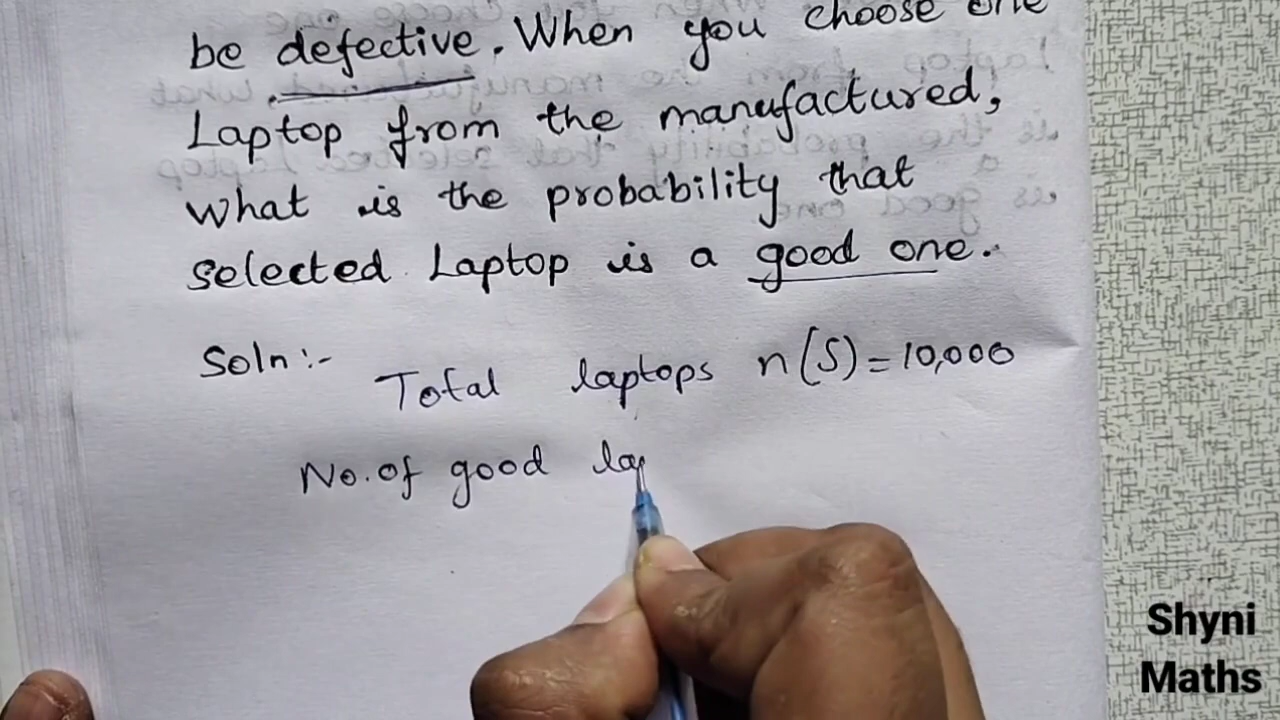 be defective. When you choose one
Laptop from the manufactured,
what is the probability that
selected Laptop is a good one.
Soln:- Total laptops n(S) = 10,000
No. of good lap
Shyni
Maths